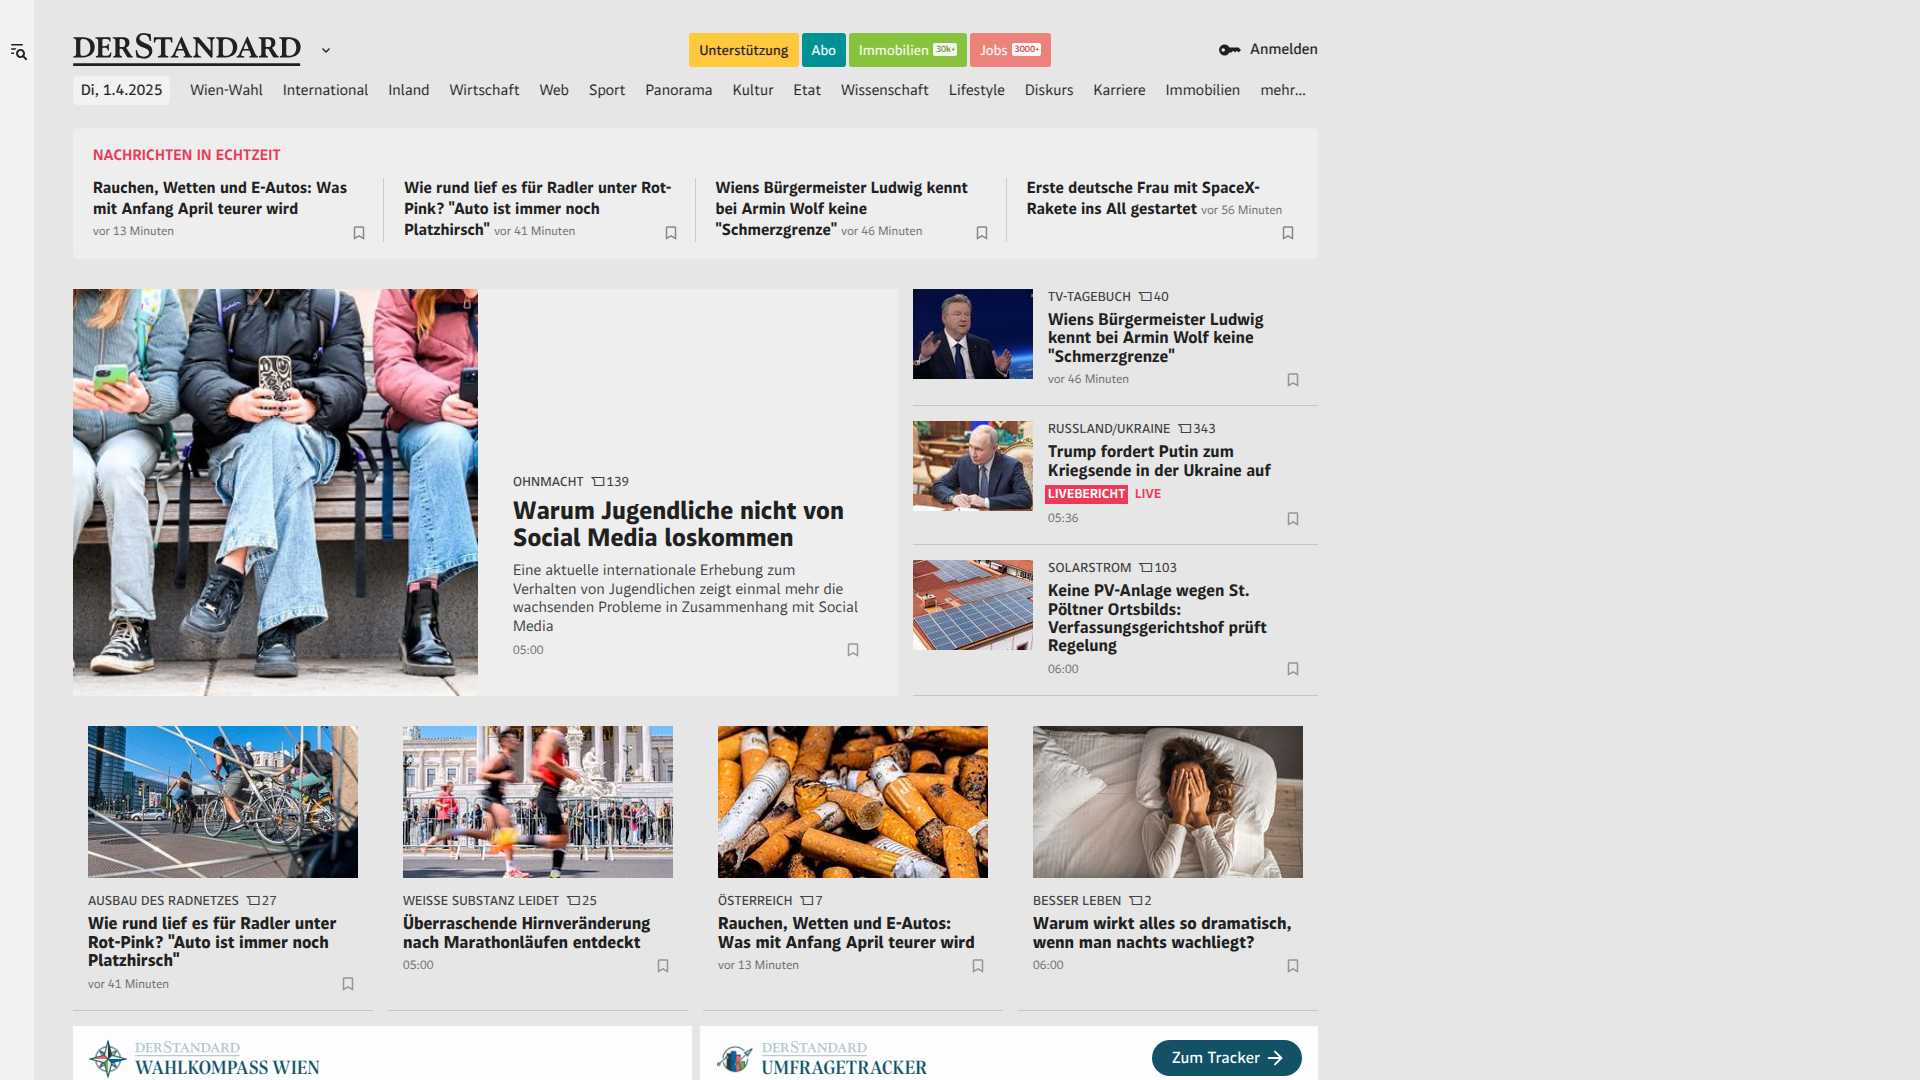 DERSTANDARD
Unterstützung
Abo
Immobilien 30k+
Jobs 3000+
Anmelden
Di, 1.4.2025
Wien-Wahl
International
Inland
Wirtschaft
Web
Sport
Panorama
Kultur
Etat
Wissenschaft
Lifestyle
Diskurs
Karriere
Immobilien
mehr...
NACHRICHTEN IN ECHTZEIT
Rauchen, Wetten und E-Autos: Was
mit Anfang April teurer wird
vor 13 Minuten
Wie rund lief es für Radler unter Rot-
Pink? "Auto ist immer noch
Platzhirsch" vor 41 Minuten
Wiens Bürgermeister Ludwig kennt
bei Armin Wolf keine
"Schmerzgrenze" vor 46 Minuten
Erste deutsche Frau mit SpaceX-
Rakete ins All gestartet vor 56 Minuten
OHNMACHT 139
Warum Jugendliche nicht von
Social Media loskommen
Eine aktuelle internationale Erhebung zum
Verhalten von Jugendlichen zeigt einmal mehr die
wachsenden Probleme in Zusammenhang mit Social
Media
05:00
TV-TAGEBUCH 40
Wiens Bürgermeister Ludwig
kennt bei Armin Wolf keine
"Schmerzgrenze"
vor 46 Minuten
RUSSLAND/UKRAINE 343
Trump fordert Putin zum
Kriegsende in der Ukraine auf
LIVEBERICHT LIVE
05:36
SOLARSTROM 103
Keine PV-Anlage wegen St.
Pöltner Ortsbilds:
Verfassungsgerichtshof prüft
Regelung
06:00
AUSBAU DES RADNETZES 27
Wie rund lief es für Radler unter
Rot-Pink? "Auto ist immer noch
Platzhirsch"
vor 41 Minuten
WEISSE SUBSTANZ LEIDET 25
Überraschende Hirnveränderung
nach Marathonläufen entdeckt
05:00
ÖSTERREICH 7
Rauchen, Wetten und E-Autos:
Was mit Anfang April teurer wird
vor 13 Minuten
BESSER LEBEN 2
Warum wirkt alles so dramatisch,
wenn man nachts wachliegt?
06:00
DERSTANDARD
WAHLKOMPASS WIEN
DERSTANDARD
UMFRAGETRACKER
Zum Tracker